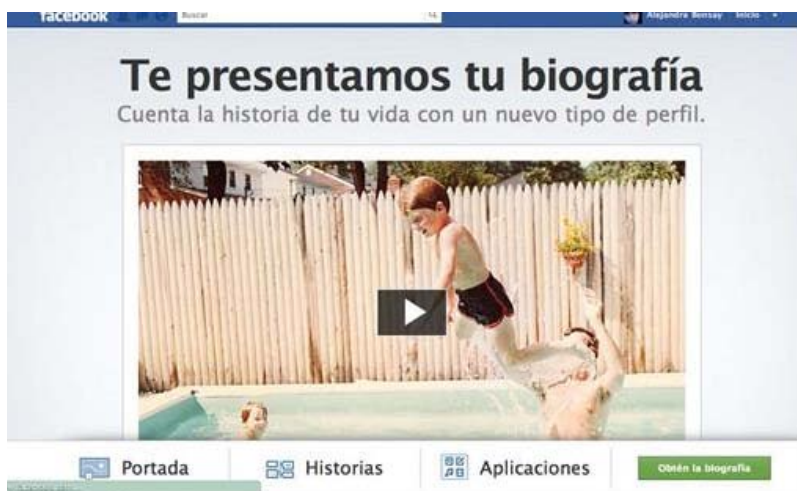 facebook
Buscar
Alejandra Bonsay Inicio
Te presentamos tu biografía
Cuenta la historia de tu vida con un nuevo tipo de perfil.
Portada
Historias
Aplicaciones
Obtén la biografía